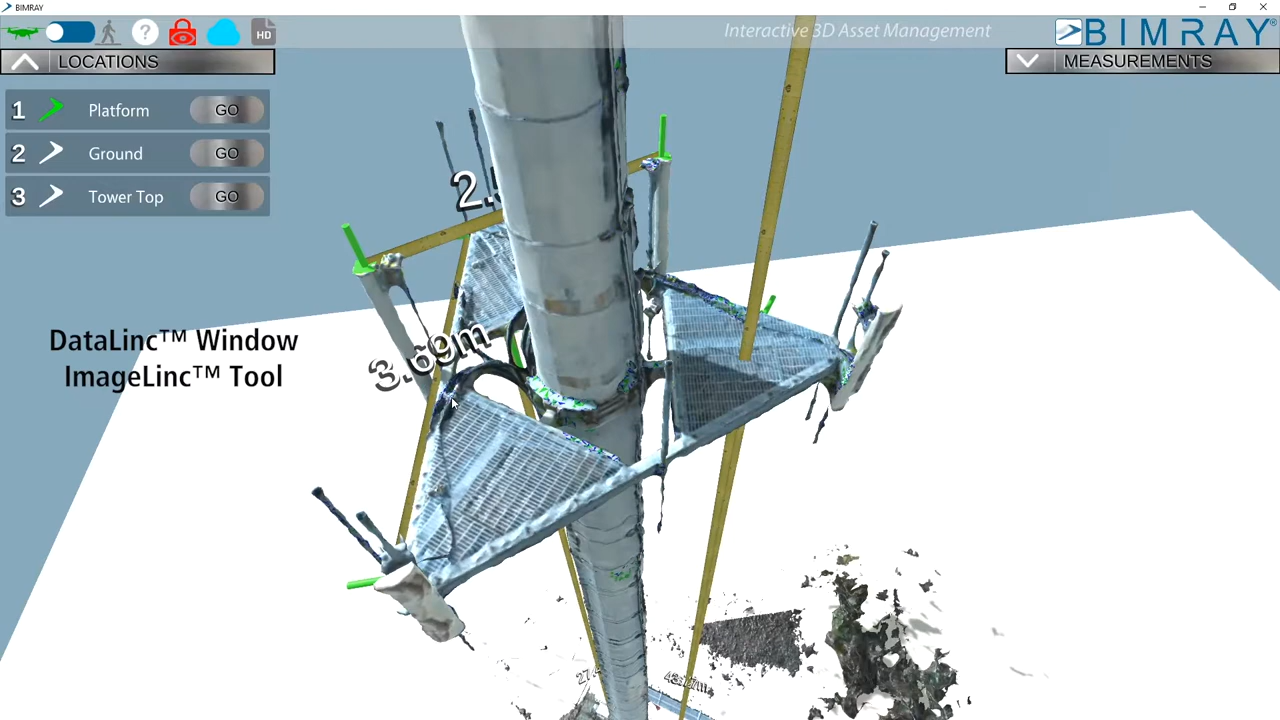 BIMRAY
HD
Interactive 3D Asset Management
BIMRAY®
LOCATIONS
MEASUREMENTS
1 Platform GO
2 Ground GO
3 Tower Top GO
DataLinc™ Window
ImageLinc™ Tool
3.69m